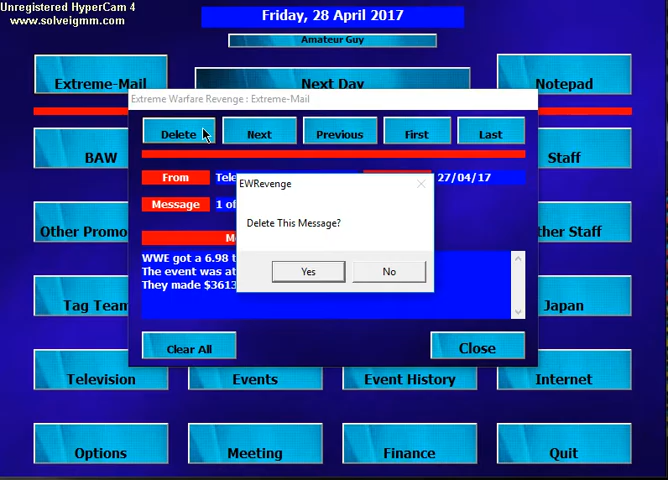 Unregistered HyperCam 4
www.solveigmm.com
Friday, 28 April 2017
Amateur Guy
Extreme-Mail
Next Day
Notepad
Extreme Warfare Revenge : Extreme-Mail
Delete
Next
Previous
First
Last
BAW
Staff
From
Tele
27/04/17
EWRevenge
Message
1 of
Delete This Message?
Yes
No
Other Promo
ther Staff
M
WWE got a 6.98 t
The event was at
They made $3613
Tag Team
Japan
Clear All
Close
Television
Events
Event History
Internet
Options
Meeting
Finance
Quit